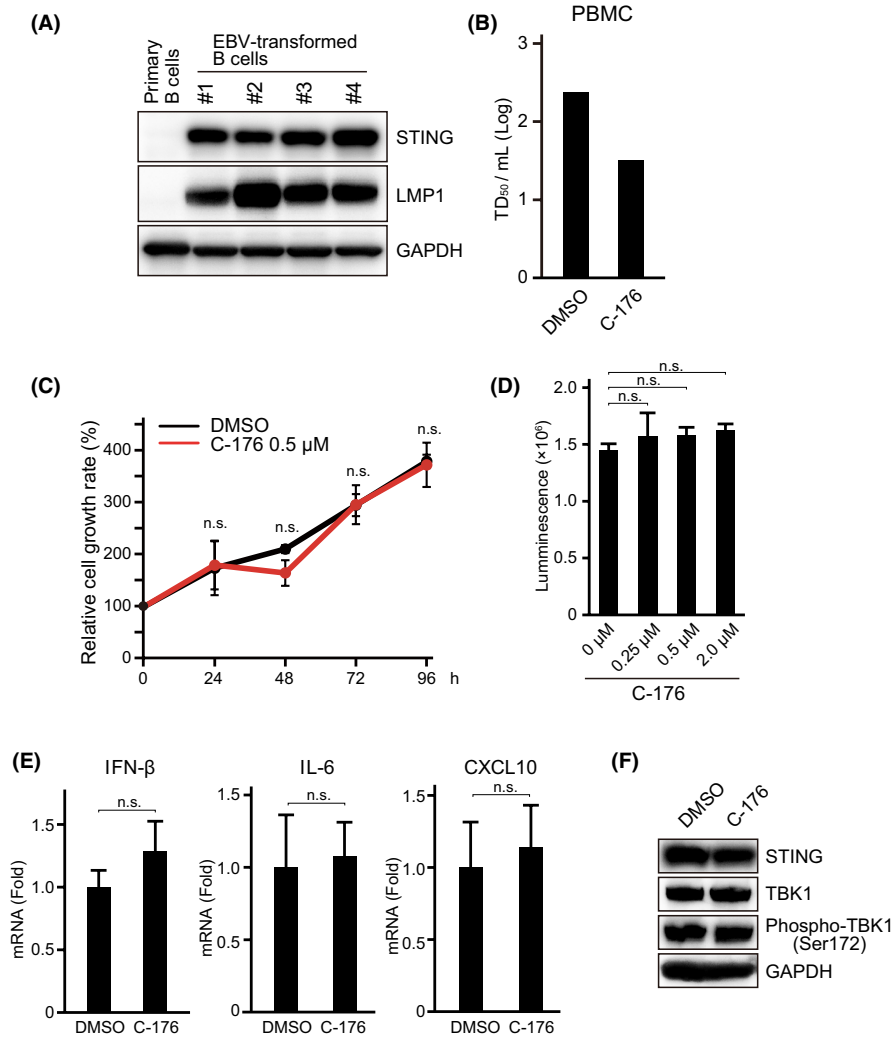 (A)
EBV-transformed
B cells
Primary
B cells
#1
#2
#3
#4
STING
LMP1
GAPDH
(B)
PBMC
TD50 / mL (Log)
3
2
1
0
DMSO
C-176
(C)
DMSO
C-176 0.5 μM
Relative cell growth rate (%)
400
300
200
100
0
n.s.
n.s.
n.s.
n.s.
0
24
48
72
96
h
(D)
n.s.
n.s.
n.s.
Lumminescence (×10⁶)
2.0
1.5
1.0
1.5
0
0 μM
0.25 μM
0.5 μM
2.0 μM
C-176
(E)
IFN-β
n.s.
mRNA (Fold)
1.5
1.0
0.5
0
DMSO
C-176
IL-6
n.s.
mRNA (Fold)
1.5
1.0
0.5
0
DMSO
C-176
CXCL10
n.s.
mRNA (Fold)
1.5
1.0
0.5
0
DMSO
C-176
(F)
DMSO
C-176
STING
TBK1
Phospho-TBK1
(Ser172)
GAPDH